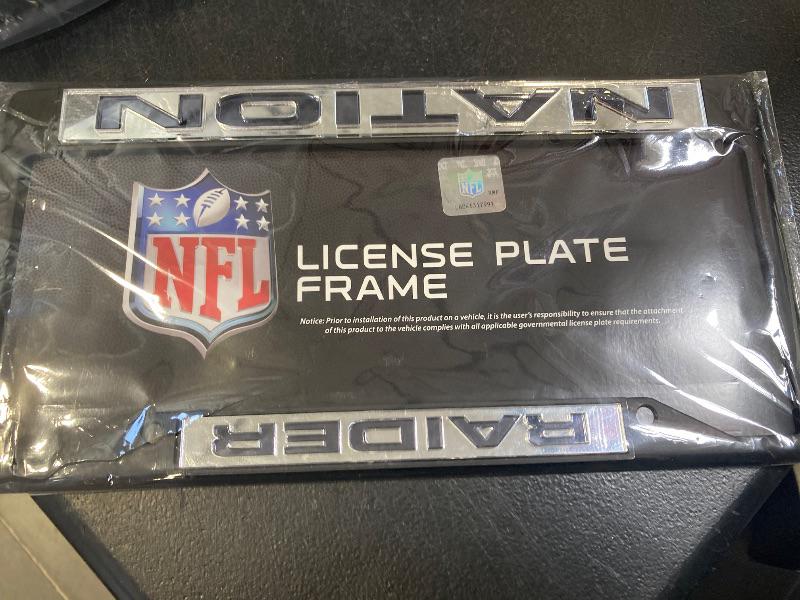 NATION
NFL
NFL
LICENSE PLATE
FRAME
Notice: Prior to installation of this product on a vehicle, it is the user's responsibility to ensure that the attachment
of this product to the vehicle complies with all applicable governmental license plate requirements.
RAIDER